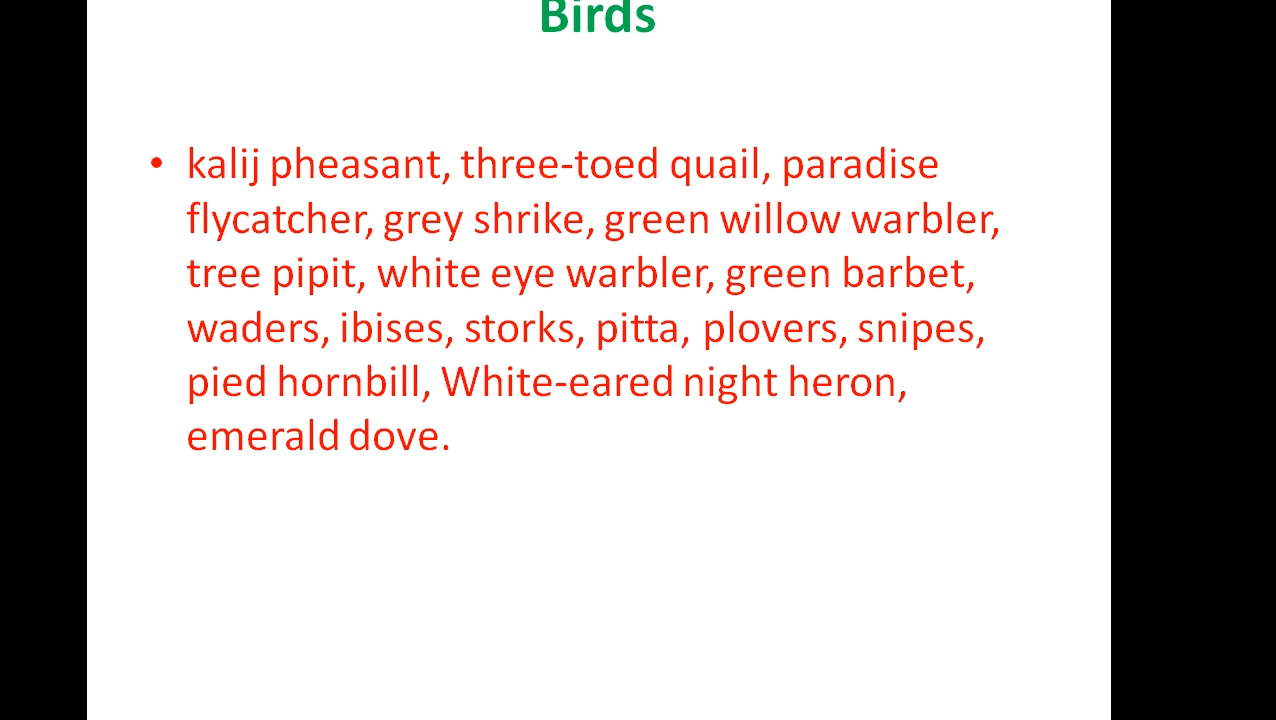 Birds
• kalij pheasant, three-toed quail, paradise
flycatcher, grey shrike, green willow warbler,
tree pipit, white eye warbler, green barbet,
waders, ibises, storks, pitta, plovers, snipes,
pied hornbill, White-eared night heron,
emerald dove.